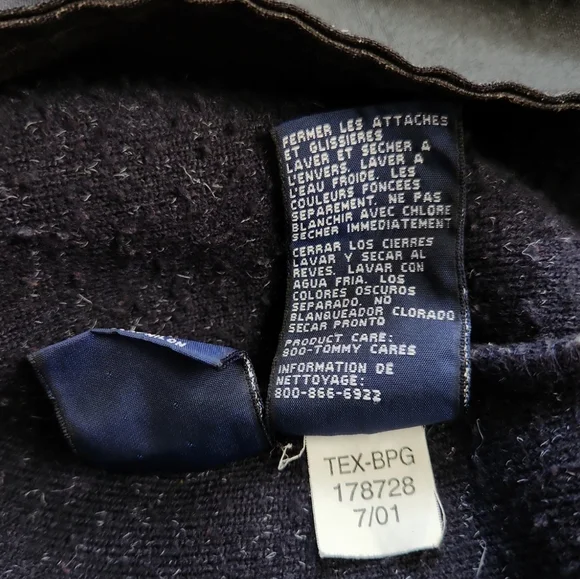 FERMER LES ATTACHES
ET GLISSIERES
LAVER ET SECHER A
L'ENVERS. LAVER A
L'EAU FROIDE. LES
COULEURS FONCEES
SEPAREMENT. NE PAS
BLANCHIR AVEC CHLORE
SECHER IMMEDIATEMENT
CERRAR LOS CIERRES
LAVAR Y SECAR AL
REVES. LAVAR CON
AGUA FRIA. LOS
COLORES OSCUROS
SEPARADO. NO
BLANQUEADOR CLORADO
SECAR PRONTO
PRODUCT CARE:
800-TOMMY CARES
INFORMATION DE
NETTOYAGE:
800-866-6922
TEX-BPG
178728
7/01